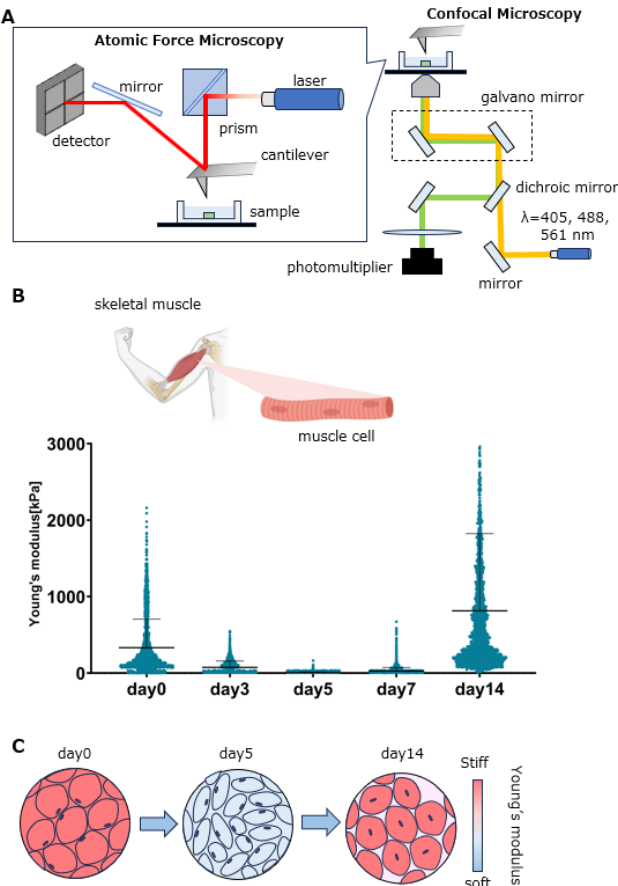 A
Confocal Microscopy
Atomic Force Microscopy
mirror
laser
detector
prism
cantilever
sample
galvano mirror
dichroic mirror
λ=405, 488,
561 nm
photomultiplier
mirror
B
skeletal muscle
muscle cell
Young's modulus[kPa]
3000
2000
1000
0
day0 day3 day5 day7 day14
C
day0 day5 day14
Stiff
Young's modulus
soft